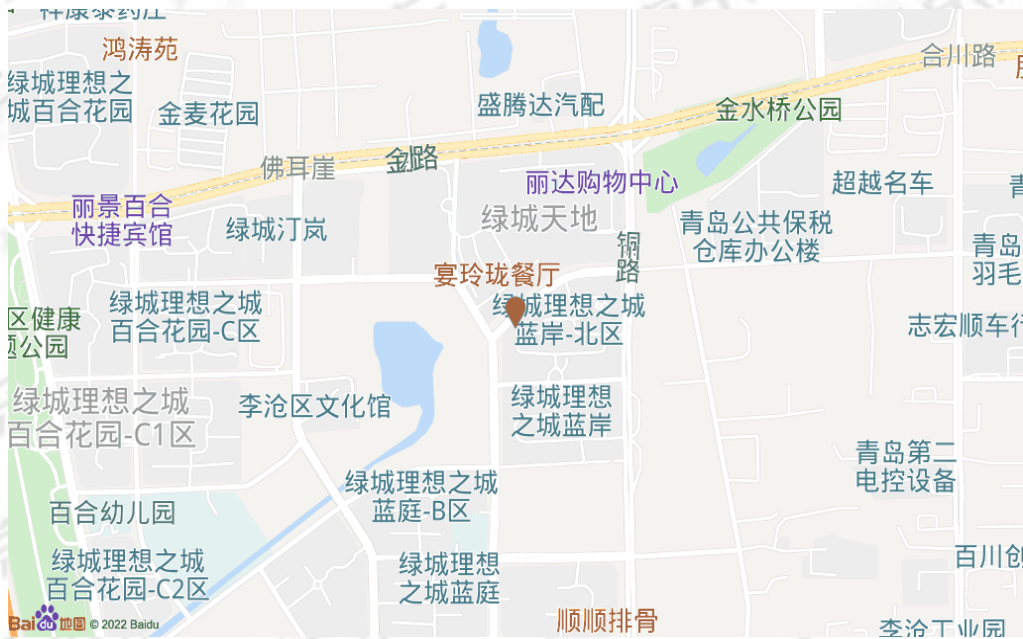 祥康泰药庄
鸿涛苑
合川路
绿城理想之
城百合花园
金麦花园
盛腾达汽配
金水桥公园
佛耳崖
金
路
丽达购物中心
超越名车
丽景百合
快捷宾馆
绿城汀岚
绿城天地
青岛公共保税
仓库办公楼
铜
路
青岛
羽毛
宴玲珑餐厅
绿城理想之城
百合花园-C区
绿城理想之城
蓝岸-北区
区健康
题公园
志宏顺车行
绿城理想之城
百合花园-C1区
李沧区文化馆
绿城理想
之城蓝岸
青岛第二
电控设备
绿城理想之城
蓝庭-B区
百合幼儿园
绿城理想之城
百合花园-C2区
绿城理想
之城蓝庭
百川创
顺顺排骨
李沧工业园
Bai du 地图 © 2022 Baidu